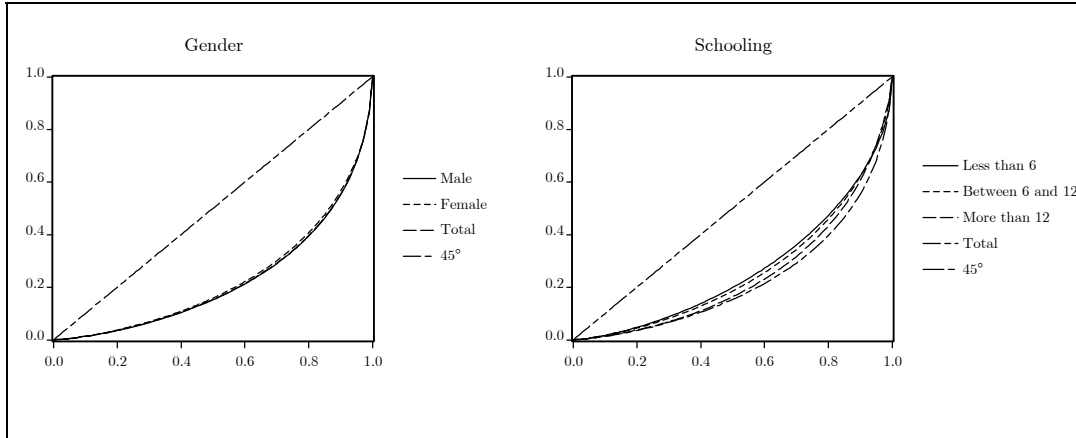 Gender
1.0
0.8
0.6
0.4
0.2
0.0
0.0 0.2 0.4 0.6 0.8 1.0
Male
Female
Total
45°
Schooling
1.0
0.8
0.6
0.4
0.2
0.0
0.0 0.2 0.4 0.6 0.8 1.0
Less than 6
Between 6 and 12
More than 12
Total
45°